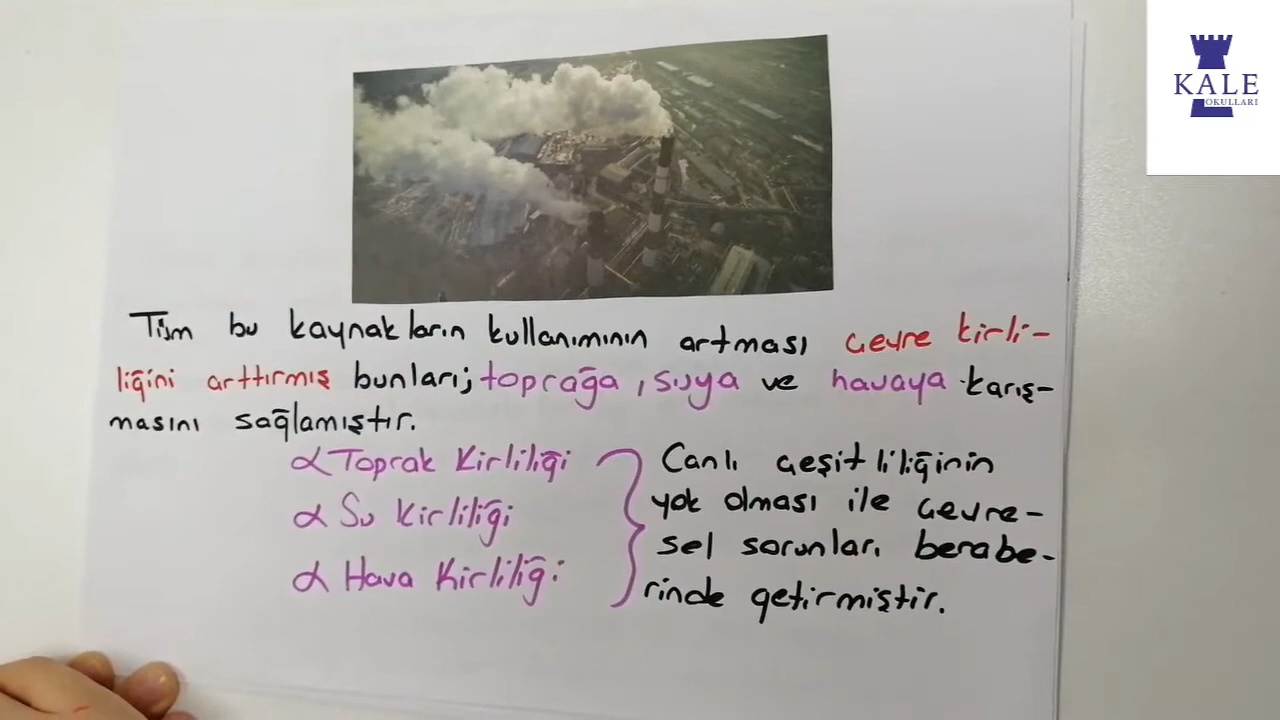 KALE
OKULLARI
Tüm bu kaynakların kullanımının artması çevre kirli-
liğini arttırmış bunları; toprağa, suya ve havaya karış-
masını sağlamıştır.
α Toprak Kirliliği
α Su Kirliliği
α Hava Kirliliği
Canlı çeşitliliğinin
yok olması ile çevre-
sel sorunları berabe-
rinde getirmiştir.